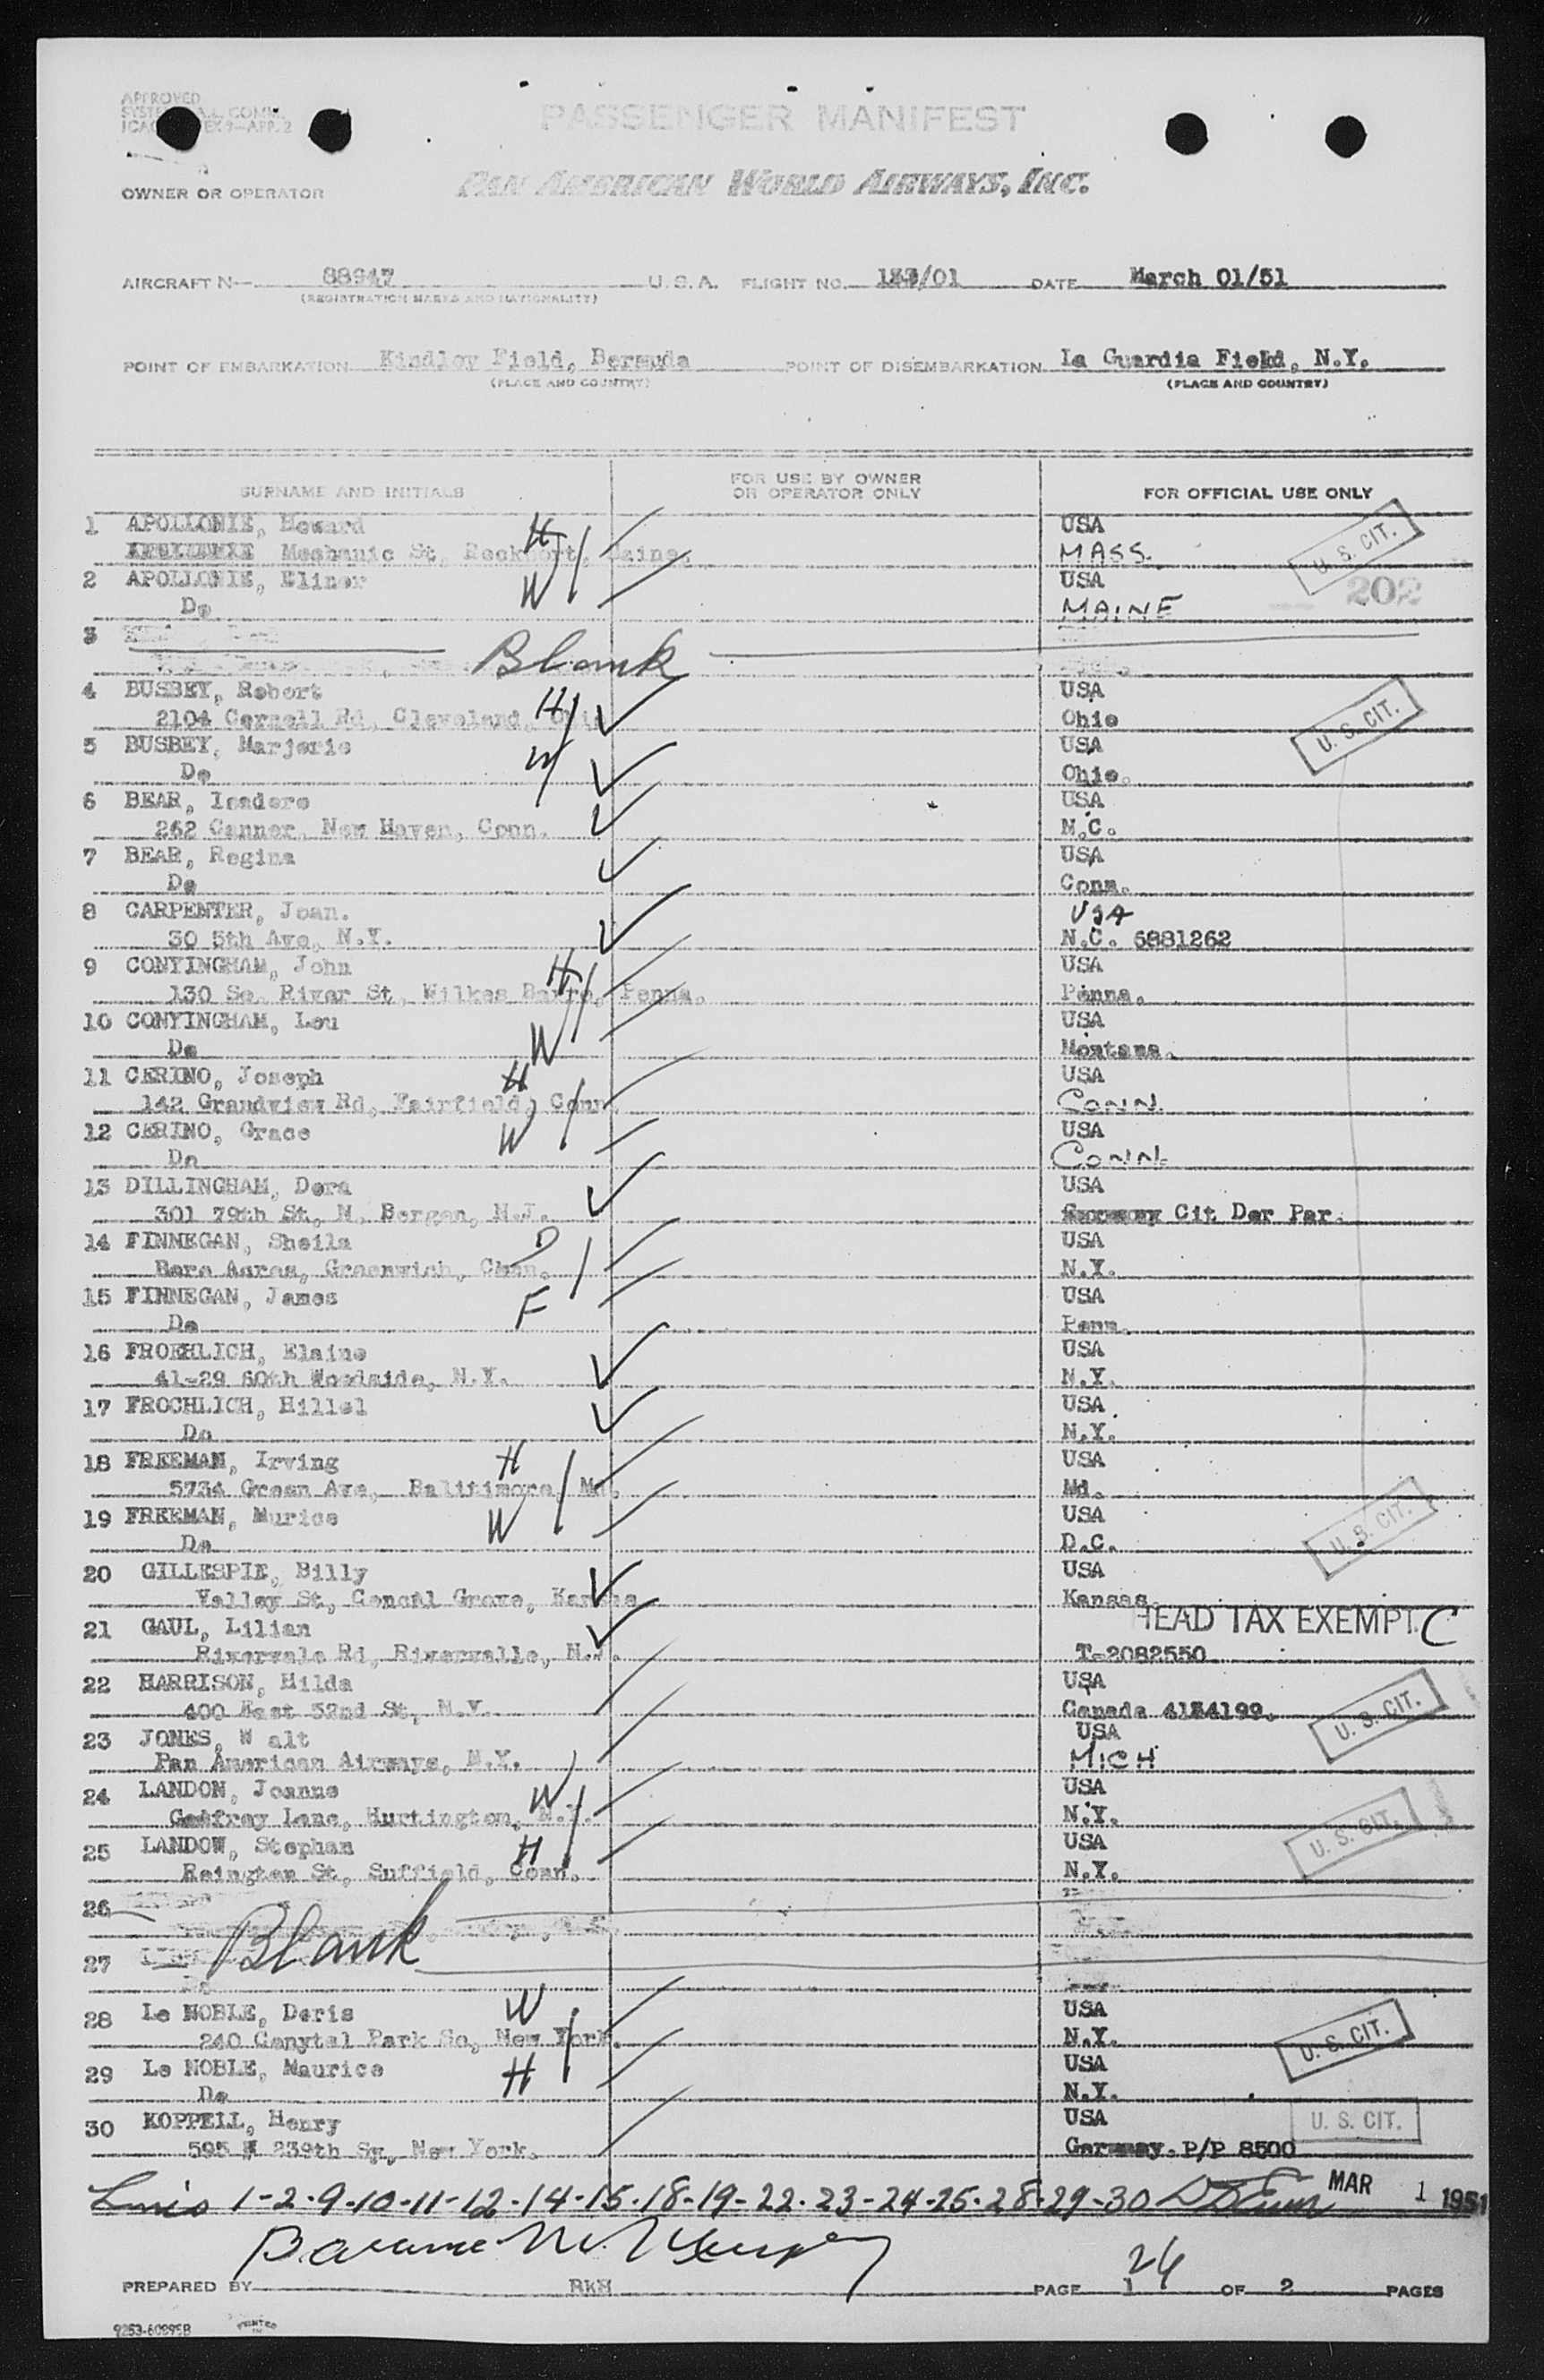 APPROVED
PASSENGER MANIFEST
OWNER OR OPERATOR PAN AMERICAN WORLD AIRWAYS, INC.
AIRCRAFT N— 88947 U.S.A. FLIGHT NO. 133/01 DATE March 01/51
(REGISTRATION MARKS AND NATIONALITY)
POINT OF EMBARKATION Kindley Field, Bermuda POINT OF DISEMBARKATION La Guardia Field, N.Y.
(PLACE AND COUNTRY) (PLACE AND COUNTRY)
SURNAME AND INITIALS FOR USE BY OWNER OR OPERATOR ONLY FOR OFFICIAL USE ONLY
1 APOLLONIE, Howard H USA
Mechanic St, Rockport, Maine. MASS. U. S. CIT.
2 APOLLONIE, Elinor W USA 202
Do MAINE
3 Blank
4 BUSBEY, Robert H USA
2104 Cornell Rd, Cleveland, Ohio Ohio U. S. CIT.
5 BUSBEY, Marjorie W USA
Do Ohio.
6 BEAR, Isadore USA
262 Canner, New Haven, Conn. N.C.
7 BEAR, Regina USA
Do Conn.
8 CARPENTER, Joan. USA
30 5th Ave, N.Y. N.C. 6881262
9 CONYINGHAM, John H USA
130 So. River St, Wilkes Barre, Penna. Penna.
10 CONYINGHAM, Lou W USA
Do Montana.
11 CERINO, Joseph H USA
142 Grandview Rd, Fairfield, Conn. CONN.
12 CERINO, Grace W USA
Do CONN.
13 DILLINGHAM, Dora USA
301 79th St, N. Bergen, N.J. Cit Der Par.
14 FINNEGAN, Sheila D USA
Acres, Greenwich, Conn. N.Y.
15 FINNEGAN, James F USA
Do Penn.
16 FROEHLICH, Elaine USA
41-29 60th Woodside, N.Y. N.Y.
17 FROCHLICH, Hillel USA
Do N.Y.
18 FREEMAN, Irving H USA
5734 Green Ave, Balitimore, Md. Md.
19 FREEMAN, Murice W USA U. S. CIT.
Do D.C.
20 GILLESPIE, Billy USA
Valley St, Grove, Kansas Kansas.
21 GAUL, Lilian HEAD TAX EXEMPT. C
Rivervale Rd, Rivervalle, N.J. T-2082550
22 HARRISON, Hilda USA
400 East 52nd St, N.Y. Canada U. S. CIT.
23 JONES, W alt USA
Pan American Airways, N.Y. MICH
24 LANDON, Joanne W USA
Godfrey Lane, Hurtington, N.Y. N.Y. U. S. CIT.
25 LANDOW, Stephan H USA
Reington St, Suffield, Conn. N.Y.
26
27 Blank
28 Le NOBLE, Doris W USA
240 Park So, New York. N.Y. U. S. CIT.
29 Le NOBLE, Maurice H USA
Do N.Y.
30 KOPPELL, Henry USA U. S. CIT.
595 W 239th Sy, New York. Germany. P/P 8500
1-2-9-10-11-12-14-15-18-19-22-23-24-25-28-29-30 MAR 1 1951
PREPARED BY RKH PAGE 1 24 OF 2 PAGES
PRINTED